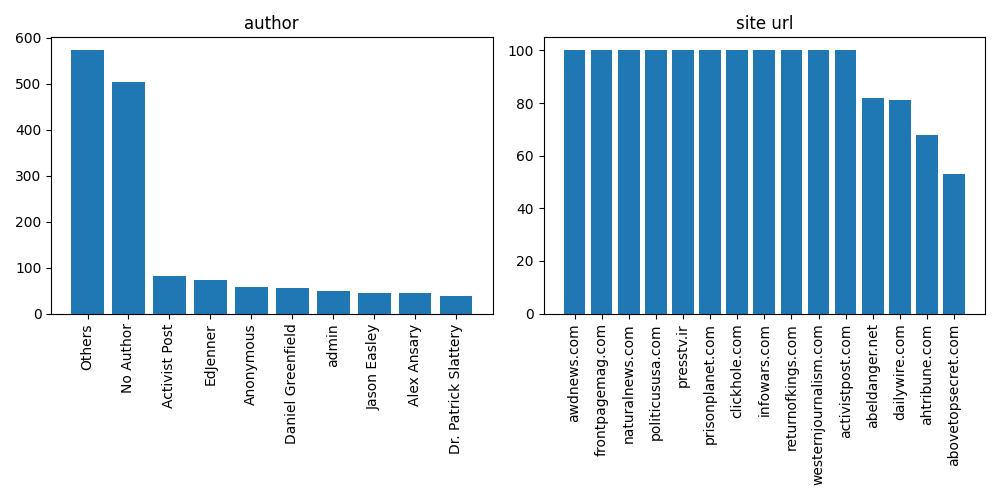 author
600
500
400
300
200
100
0
Others
No Author
Activist Post
EdJenner
Anonymous
Daniel Greenfield
admin
Jason Easley
Alex Ansary
Dr. Patrick Slattery
site url
100
80
60
40
20
0
awdnews.com
frontpagemag.com
naturalnews.com
politicususa.com
presstv.ir
prisonplanet.com
clickhole.com
infowars.com
returnofkings.com
westernjournalism.com
activistpost.com
abeldanger.net
dailywire.com
ahtribune.com
abovetopsecret.com